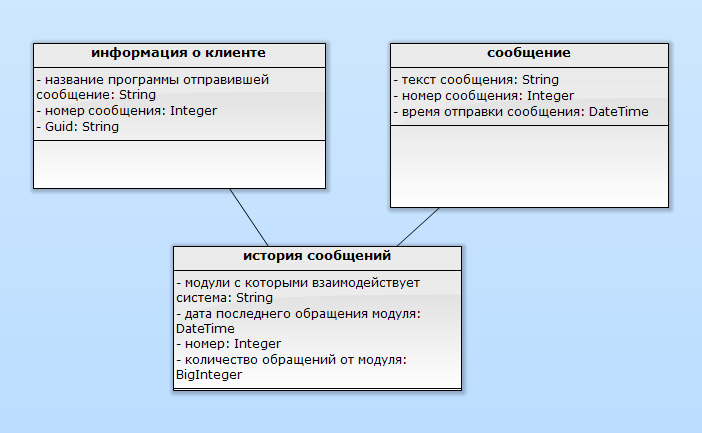 информация о клиенте
- название программы отправившей
сообщение: String
- номер сообщения: Integer
- Guid: String
сообщение
- текст сообщения: String
- номер сообщения: Integer
- время отправки сообщения: DateTime
история сообщений
- модули с которыми взаимодействует
система: String
- дата последнего обращения модуля:
DateTime
- номер: Integer
- количество обращений от модуля:
BigInteger